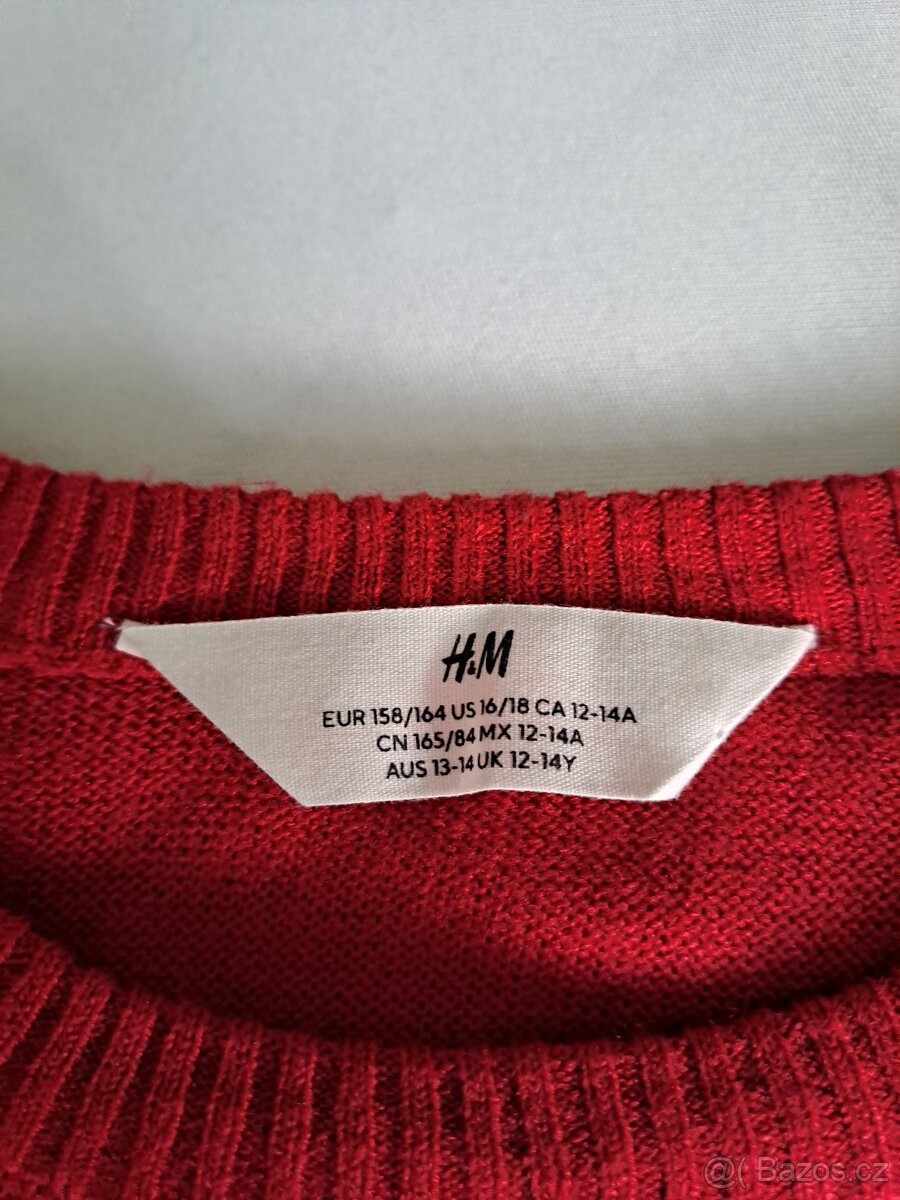 H&M
EUR 158/164 US 16/18 CA 12-14A
CN 165/84 MX 12-14A
AUS 13-14 UK 12-14Y
@( Bazos.cz